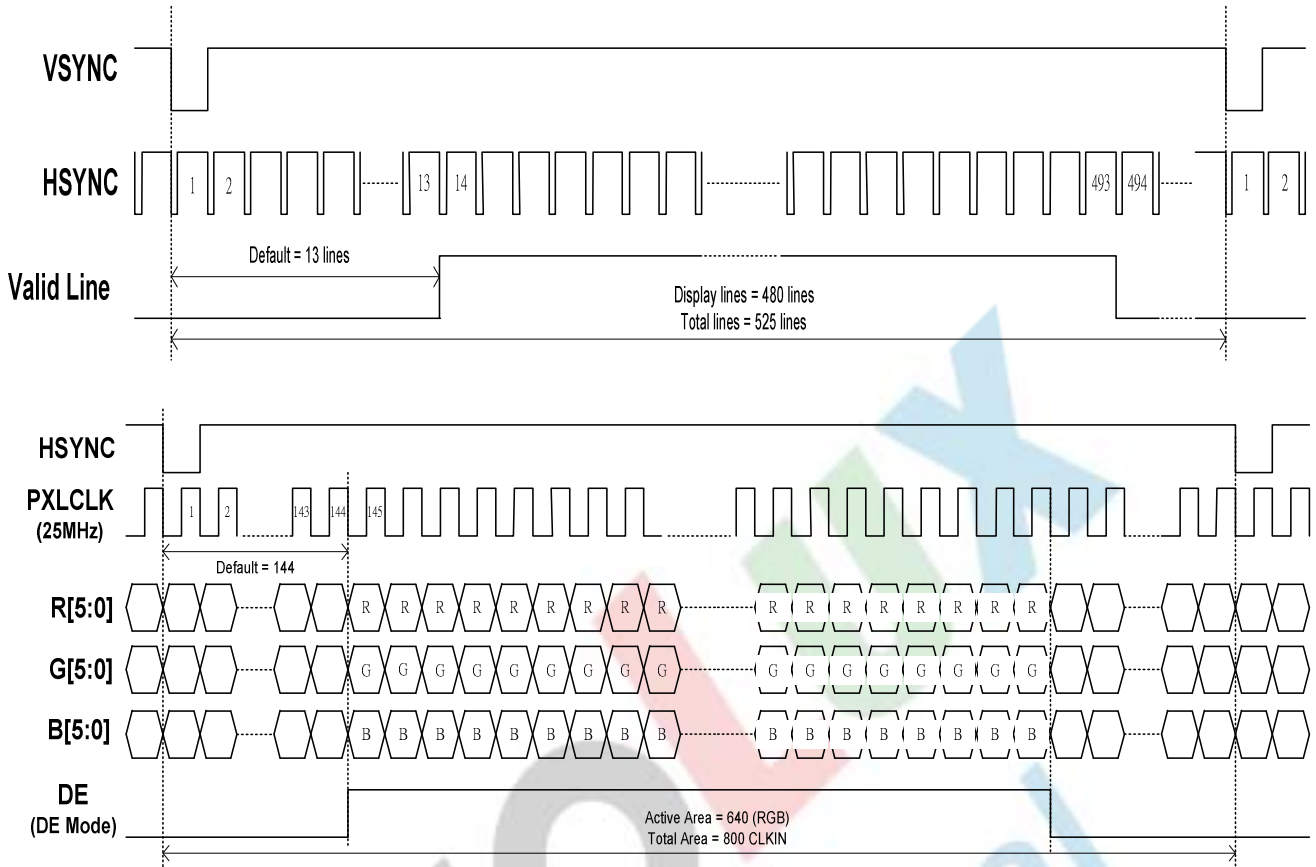 VSYNC
HSYNC
1 2 13 14 493 494 1 2
Default = 13 lines
Valid Line
Display lines = 480 lines
Total lines = 525 lines
HSYNC
PXLCLK
(25MHz)
1 2 143 144 145
Default = 144
R[5:0]
R R R R R R R R R R R R R R R R R
G[5:0]
G G G G G G G G G G G G G G G G G
B[5:0]
B B B B B B B B B B B B B B B B B
DE
(DE Mode)
Active Area = 640 (RGB)
Total Area = 800 CLKIN